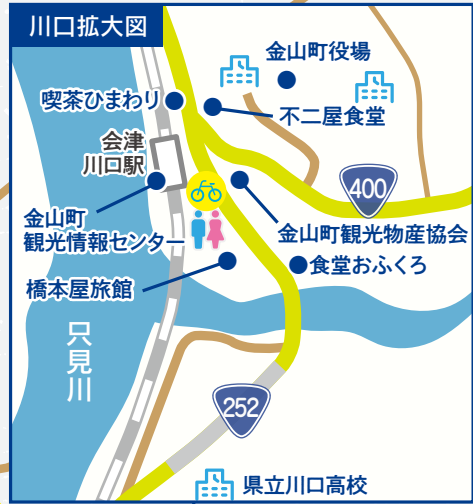 川口拡大図
金山町役場
喫茶ひまわり
不二屋食堂
会津
川口駅
400
金山町
観光情報センター
金山町観光物産協会
食堂おふくろ
橋本屋旅館
只見川
252
県立川口高校